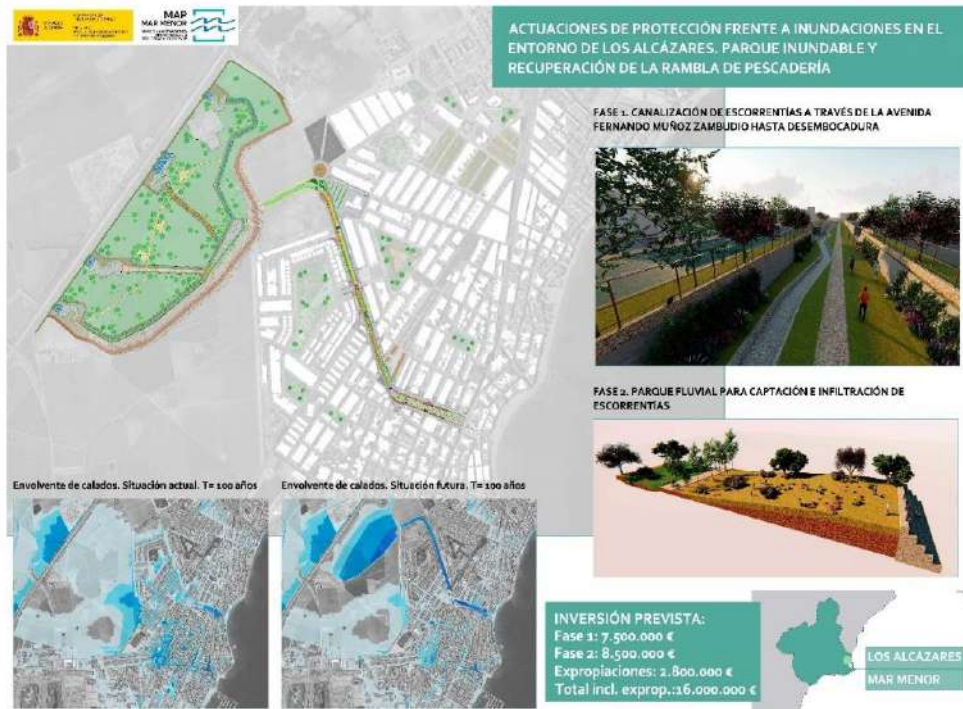 MAP
MAR MENOR
ACTUACIONES DE PROTECCIÓN FRENTE A INUNDACIONES EN EL
ENTORNO DE LOS ALCÁZARES. PARQUE INUNDABLE Y
RECUPERACIÓN DE LA RAMBLA DE PESCADERÍA
FASE 1. CANALIZACIÓN DE ESCORRENTÍAS A TRAVÉS DE LA AVENIDA
FERNANDO MUÑOZ ZAMBUDIO HASTA DESEMBOCADURA
FASE 2. PARQUE FLUVIAL PARA CAPTACIÓN E INFILTRACIÓN DE
ESCORRENTÍAS
Envolvente de calados. Situación actual. T= 100 años
Envolvente de calados. Situación futura. T= 100 años
INVERSIÓN PREVISTA:
Fase 1: 7.500.000 €
Fase 2: 8.500.000 €
Expropiaciones: 2.800.000 €
Total incl. exprop.:16.000.000 €
LOS ALCÁZARES
MAR MENOR